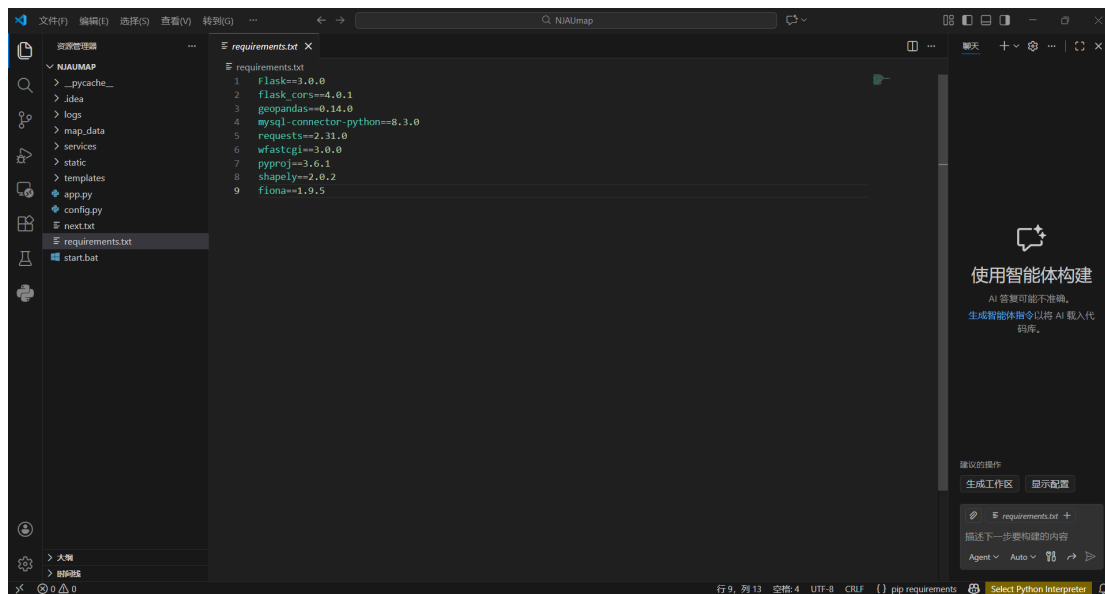 文件(F) 编辑(E) 选择(S) 查看(V) 转到(G) ··· NJAUmap
资源管理器 ···
NJAUMAP
__pycache__
.idea
logs
map_data
services
static
templates
app.py
config.py
next.txt
requirements.txt
start.bat
大纲
时间线
requirements.txt
requirements.txt
1 Flask==3.0.0
2 flask_cors==4.0.1
3 geopandas==0.14.0
4 mysql-connector-python==8.3.0
5 requests==2.31.0
6 wfastcgi==3.0.0
7 pyproj==3.6.1
8 shapely==2.0.2
9 fiona==1.9.5
聊天
使用智能体构建
AI 答复可能不准确。
生成智能体指令以将 AI 载入代
码库。
建议的操作
生成工作区 显示配置
requirements.txt
描述下一步要构建的内容
Agent Auto
0 0 行 9，列 13 空格: 4 UTF-8 CRLF {} pip requirements Select Python Interpreter